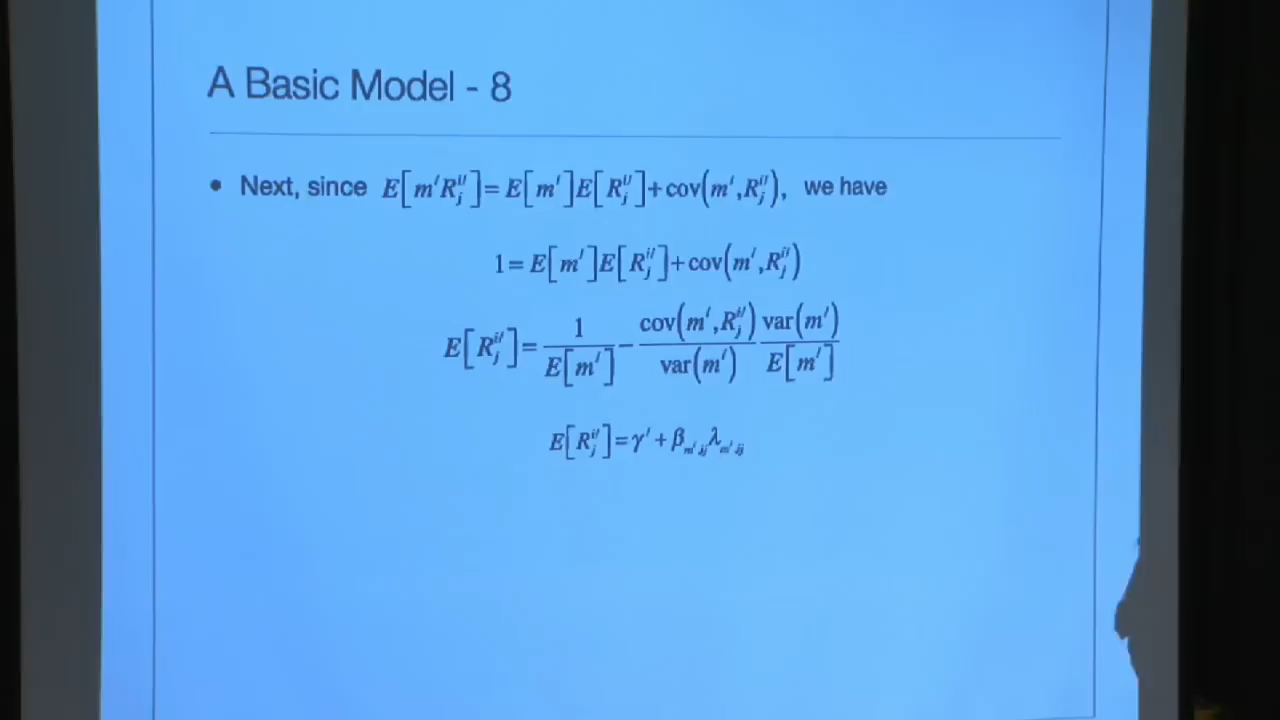 A Basic Model - 8
• Next, since E[m′R_j^{i′}]=E[m′]E[R_j^{i′}]+cov(m′,R_j^{i′}), we have
1=E[m′]E[R_j^{i′}]+cov(m′,R_j^{i′})
E[R_j^{i′}]=1/E[m′]−cov(m′,R_j^{i′})/var(m′) var(m′)/E[m′]
E[R_j^{i′}]=γ′+β_{m′,ij}λ_{m′,ij}